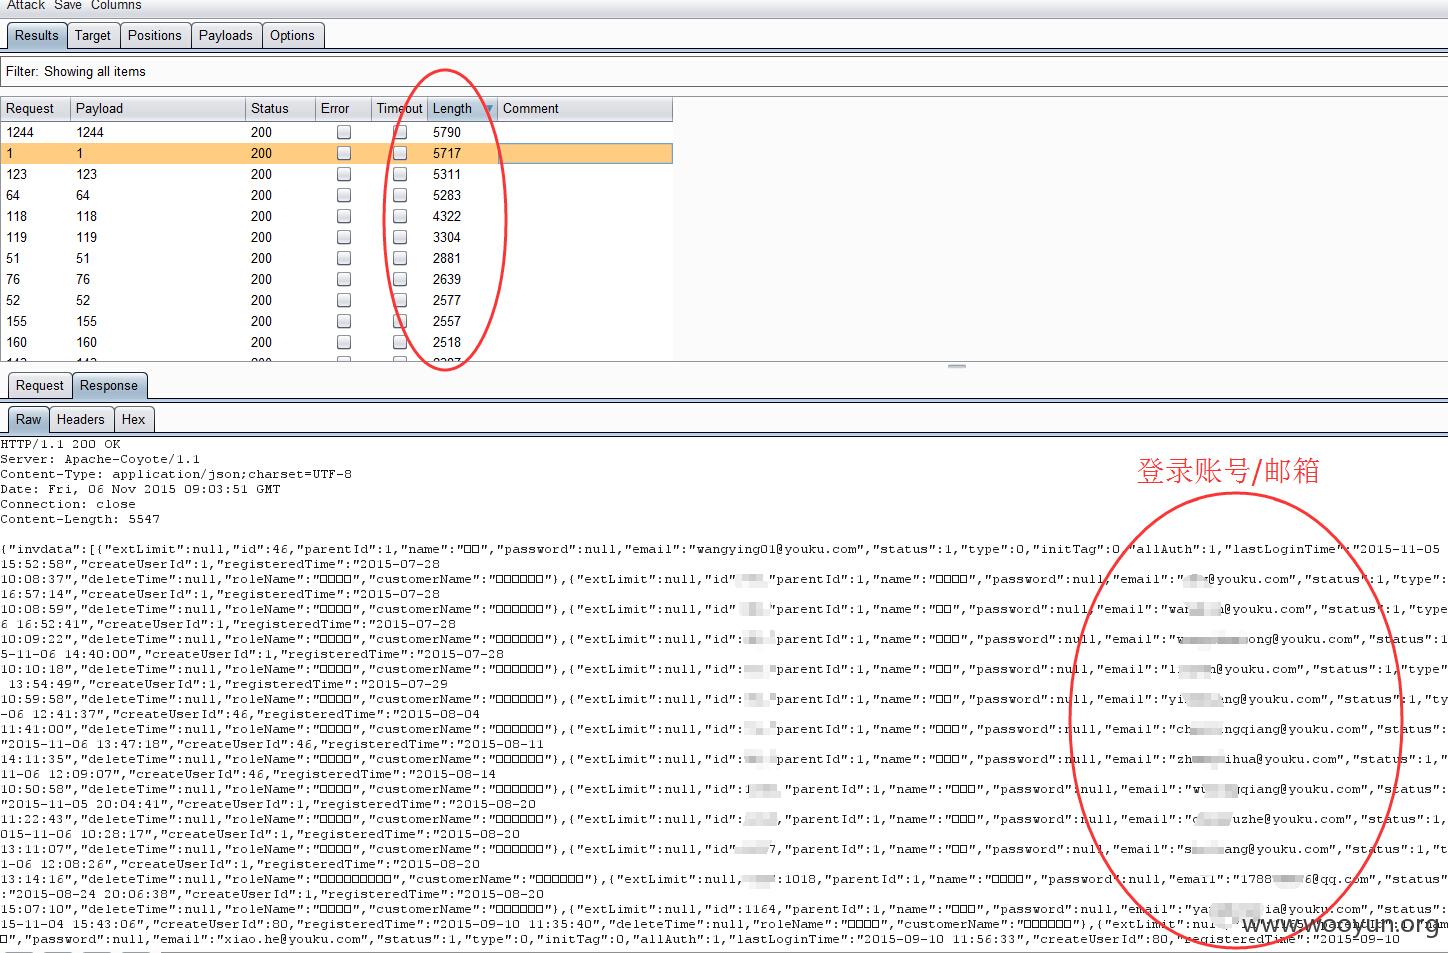 Attack Save Columns
Results Target Positions Payloads Options
Filter: Showing all items
Request Payload Status Error Timeout Length Comment
1244 1244 200 5790
1 1 200 5717
123 123 200 5311
64 64 200 5283
118 118 200 4322
119 119 200 3304
51 51 200 2881
76 76 200 2639
52 52 200 2577
155 155 200 2557
160 160 200 2518
Request Response
Raw Headers Hex
HTTP/1.1 200 OK
Server: Apache-Coyote/1.1
Content-Type: application/json;charset=UTF-8
Date: Fri, 06 Nov 2015 09:03:51 GMT
Connection: close
Content-Length: 5547
登录账号/邮箱
{"invdata":[{"extLimit":null,"id":46,"parentId":1,"name":"□□","password":null,"email":"wangying01@youku.com","status":1,"type":0,"initTag":0,"allAuth":1,"lastLoginTime":"2015-11-05
15:52:58","createUserId":1,"registeredTime":"2015-07-28
10:08:37","deleteTime":null,"roleName":"□□□□","customerName":"□□□□□□"},{"extLimit":null,"id": "parentId":1,"name":"□□□□","password":null,"email":" @youku.com","status":1,"type":
16:57:14","createUserId":1,"registeredTime":"2015-07-28
10:08:59","deleteTime":null,"roleName":"□□□□","customerName":"□□□□□□"},{"extLimit":null,"id": "parentId":1,"name":"□□","password":null,"email":"wa n@youku.com","status":1,"type
6 16:52:41","createUserId":1,"registeredTime":"2015-07-28
10:09:22","deleteTime":null,"roleName":"□□□□","customerName":"□□□□□□"},{"extLimit":null,"id": "parentId":1,"name":"□□□","password":null,"email":"w ong@youku.com","status":1
5-11-06 14:40:00","createUserId":1,"registeredTime":"2015-07-28
10:10:18","deleteTime":null,"roleName":"□□□□","customerName":"□□□□□□"},{"extLimit":null,"id": "parentId":1,"name":"□□","password":null,"email":"l h@youku.com","status":1,"type"
13:54:49","createUserId":1,"registeredTime":"2015-07-29
10:59:58","deleteTime":null,"roleName":"□□□□","customerName":"□□□□□□"},{"extLimit":null,"id": "parentId":1,"name":"□□","password":null,"email":"yi eng@youku.com","status":1,"ty
-06 12:41:37","createUserId":46,"registeredTime":"2015-08-04
11:41:00","deleteTime":null,"roleName":"□□□□","customerName":"□□□□□□"},{"extLimit":null,"id": "parentId":1,"name":"□□□","password":null,"email":"ch ngqiang@youku.com","status":
"2015-11-06 13:47:18","createUserId":46,"registeredTime":"2015-08-11
14:11:35","deleteTime":null,"roleName":"□□□□","customerName":"□□□□□□"},{"extLimit":null,"id": "parentId":1,"name":"□□□","password":null,"email":"zh ihua@youku.com","status":1,
11-06 12:09:07","createUserId":46,"registeredTime":"2015-08-14
10:50:58","deleteTime":null,"roleName":"□□□□","customerName":"□□□□□□"},{"extLimit":null,"id":1 ,"parentId":1,"name":"□□□","password":null,"email":"w gqiang@youku.com","status":
"2015-11-05 20:04:41","createUserId":1,"registeredTime":"2015-08-20
11:22:43","deleteTime":null,"roleName":"□□□□","customerName":"□□□□□□"},{"extLimit":null,"id": ,"parentId":1,"name":"□□□","password":null,"email":" uzhe@youku.com","status":1,
015-11-06 10:28:17","createUserId":1,"registeredTime":"2015-08-20
13:11:07","deleteTime":null,"roleName":"□□□□","customerName":"□□□□□□"},{"extLimit":null,"id": 7,"parentId":1,"name":"□□","password":null,"email":"s ang@youku.com","status":1,"t
1-06 12:08:26","createUserId":1,"registeredTime":"2015-08-20
13:14:16","deleteTime":null,"roleName":"□□□□□□□□□","customerName":"□□□□□□"},{"extLimit":null, :1018,"parentId":1,"name":"□□□□","password":null,"email":"1788 6@qq.com","status"
:"2015-08-24 20:06:38","createUserId":1,"registeredTime":"2015-08-20
15:07:10","deleteTime":null,"roleName":"□□□□","customerName":"□□□□□□"},{"extLimit":null,"id":1164,"parentId":1,"name":"□□□","password":null,"email":"ya ia@youku.com","status":1
15-11-04 15:43:06","createUserId":80,"registeredTime":"2015-09-10 11:35:40","deleteTime":null,"roleName":"□□□□","customerName":"□□□□□□"},{"extLimit":
□","password":null,"email":"xiao.he@youku.com","status":1,"type":0,"initTag":0,"allAuth":1,"lastLoginTime":"2015-09-10 11:56:33","createUserId":80,"registeredTime":"2015-09-10
www.wooyun.org